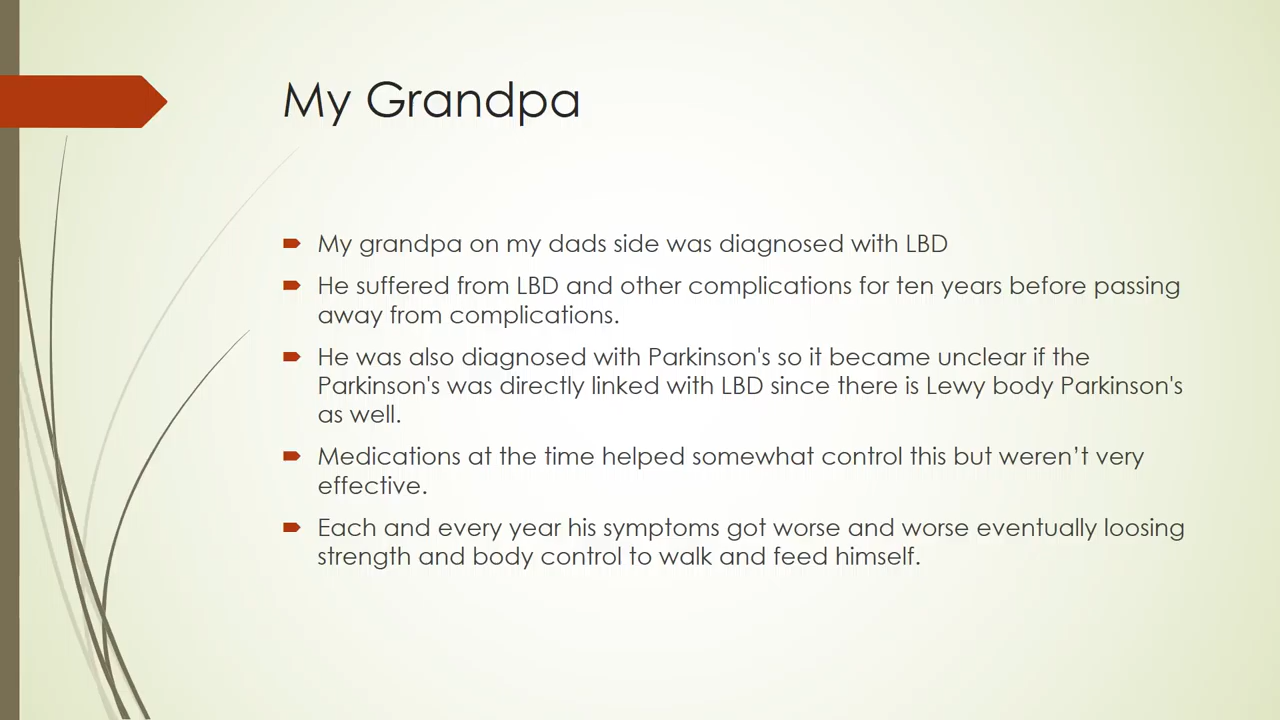 My Grandpa
My grandpa on my dads side was diagnosed with LBD
He suffered from LBD and other complications for ten years before passing
away from complications.
He was also diagnosed with Parkinson's so it became unclear if the
Parkinson's was directly linked with LBD since there is Lewy body Parkinson's
as well.
Medications at the time helped somewhat control this but weren’t very
effective.
Each and every year his symptoms got worse and worse eventually loosing
strength and body control to walk and feed himself.